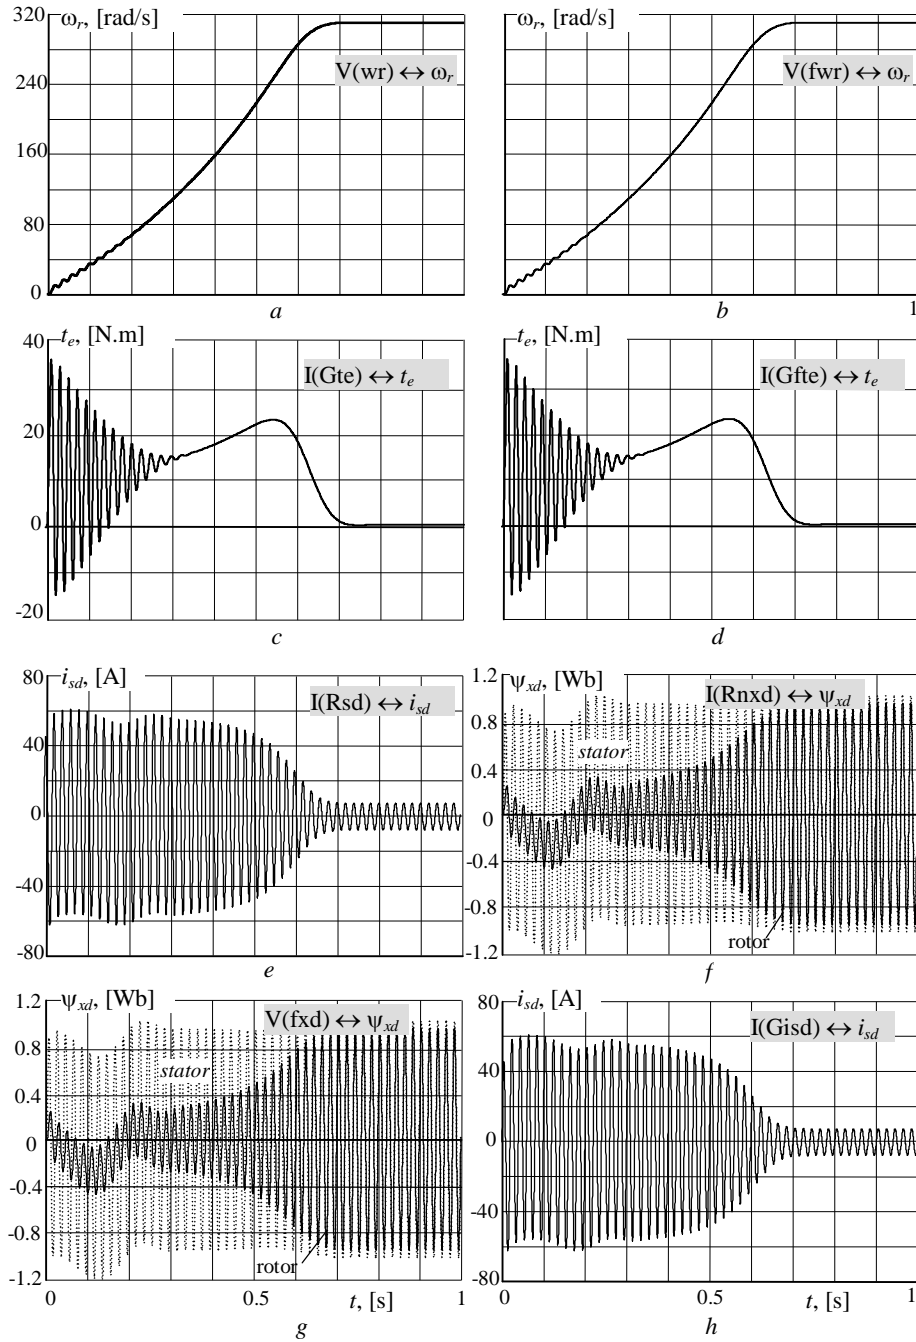 ω_r, [rad/s]
320
V(wr) ↔ ω_r
240
160
80
0
a
ω_r, [rad/s]
V(fwr) ↔ ω_r
b
1
t_e, [N.m]
40
I(Gte) ↔ t_e
20
0
-20
c
t_e, [N.m]
I(Gfte) ↔ t_e
d
i_sd, [A]
80
I(Rsd) ↔ i_sd
40
0
-40
-80
e
ψ_xd, [Wb]
1.2
I(Rnxd) ↔ ψ_xd
0.8
stator
0.4
0
-0.4
-0.8
rotor
-1.2
f
ψ_xd, [Wb]
1.2
V(fxd) ↔ ψ_xd
0.8
stator
0.4
0
-0.4
-0.8
rotor
-1.2
0 0.5 t, [s] 1
g
i_sd, [A]
80
I(Gisd) ↔ i_sd
40
0
-40
-80
0 0.5 t, [s] 1
h